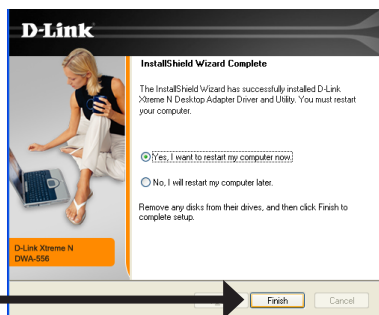 D-Link
InstallShield Wizard Complete
The InstallShield Wizard has successfully installed D-Link
Xtreme N Desktop Adapter Driver and Utility. You must restart
your computer.
Yes, I want to restart my computer now.
No, I will restart my computer later.
Remove any disks from their drives, and then click Finish to
complete setup.
D-Link Xtreme N
DWA-556
Finish
Cancel